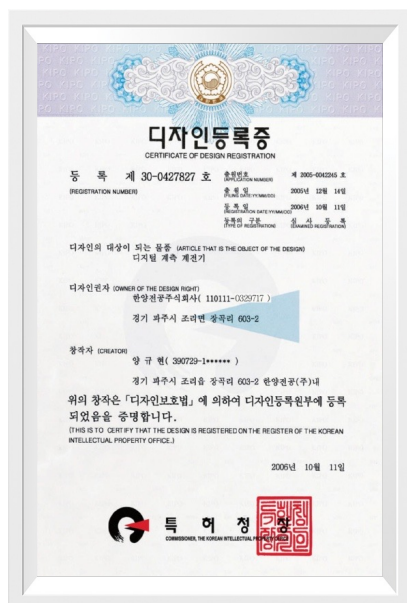 디자인등록증
CERTIFICATE OF DESIGN REGISTRATION
등 록 제 30-0427827 호
(REGISTRATION NUMBER)
출원번호 제 2005-0042245 호
(APPLICATION NUMBER)
출 원 일 2005년 12월 14일
(FILING DATE:YY/MM/DD)
등 록 일 2006년 10월 11일
(REGISTRATION DATE:YY/MM/DD)
등록의 구분 심 사 등 록
(TYPE OF REGISTRATION) (EXAMINED REGISTRATION)
디자인의 대상이 되는 물품 (ARTICLE THAT IS THE OBJECT OF THE DESIGN)
디지털 계측 계전기
디자인권자 (OWNER OF THE DESIGN RIGHT)
한양전공주식회사( 110111-0329717 )
경기 파주시 조리면 장곡리 603-2
창작자 (CREATOR)
양 규 현( 390729-1****** )
경기 파주시 조리읍 장곡리 603-2 한양전공(주)내
위의 창작은 「디자인보호법」에 의하여 디자인등록원부에 등록
되었음을 증명합니다.
(THIS IS TO CERTIFY THAT THE DESIGN IS REGISTERED ON THE REGISTER OF THE KOREAN
INTELLECTUAL PROPERTY OFFICE.)
2006년 10월 11일
특 허 청 장
COMMISSIONER, THE KOREAN INTELLECTUAL PROPERTY OFFICE